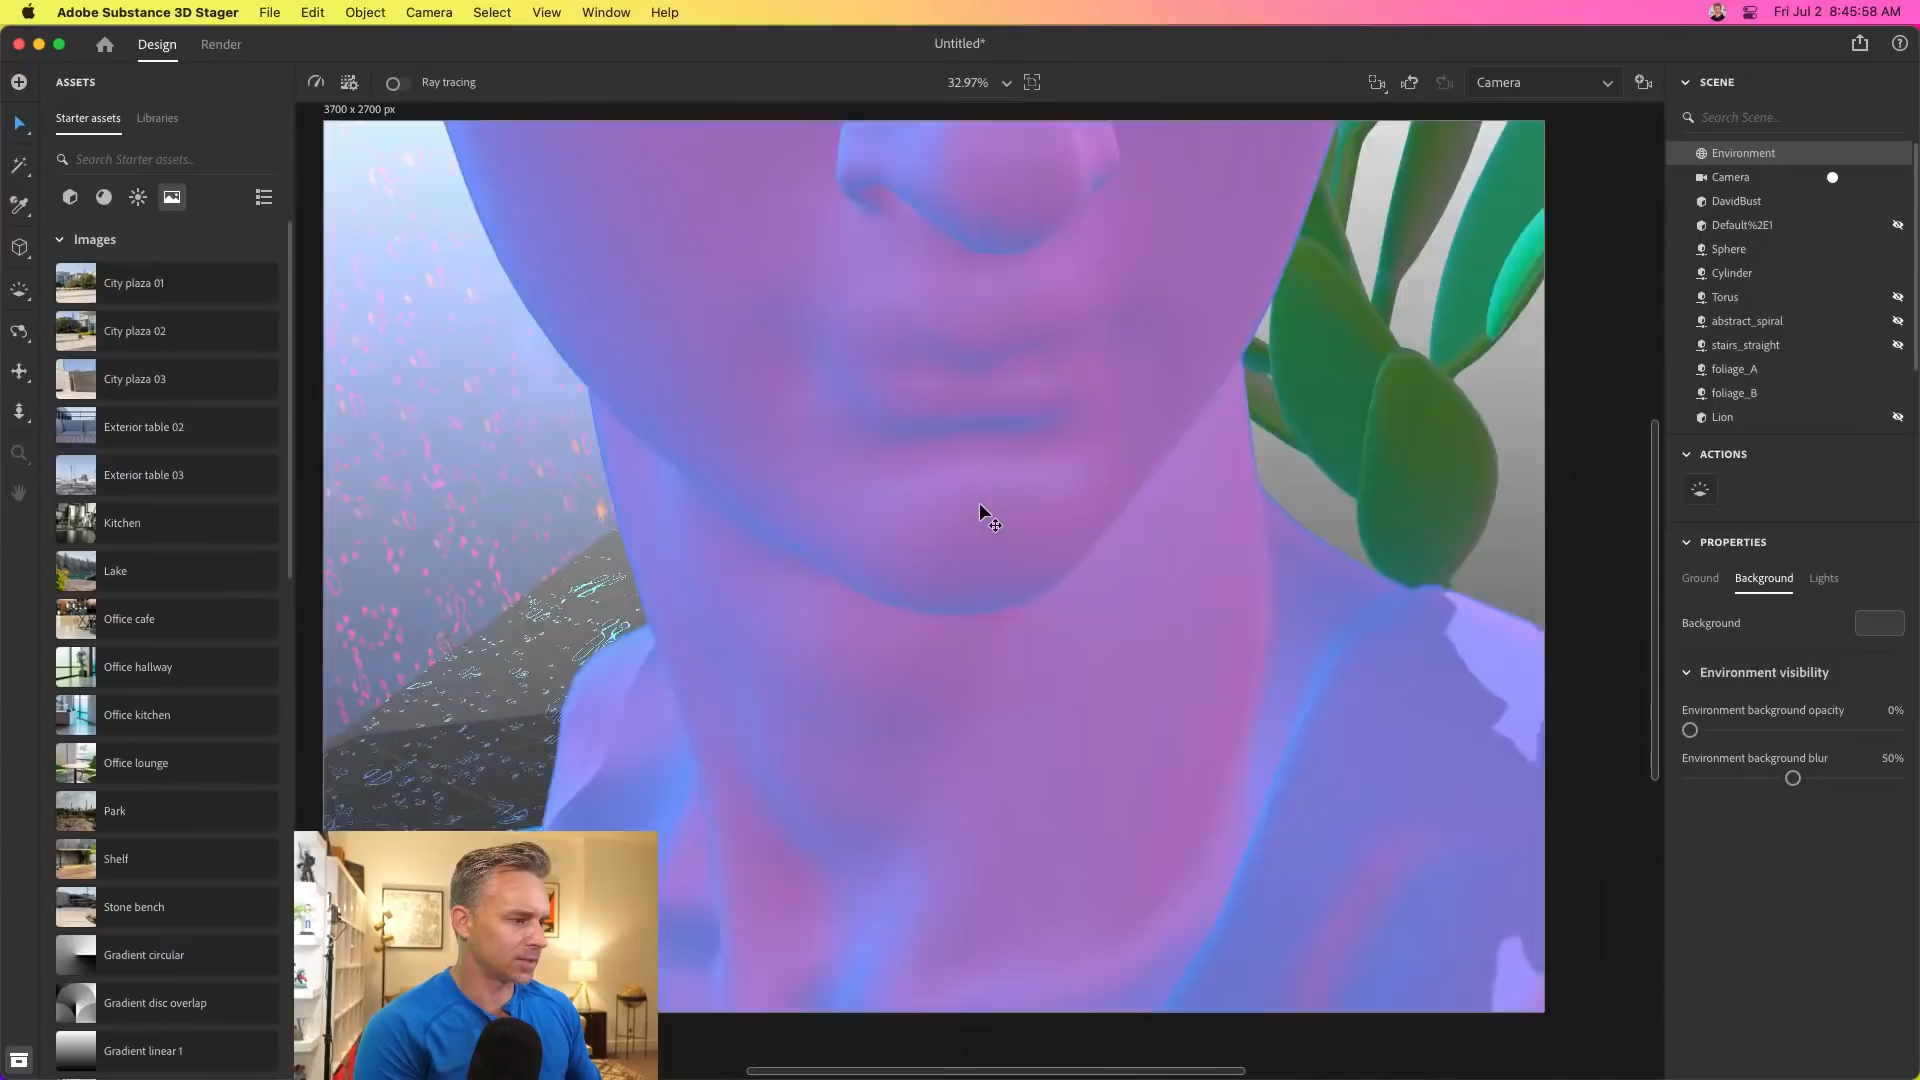 Adobe Substance 3D Stager File Edit Object Camera Select View Window Help Fri Jul 2 8:45:58 AM
Design Render Untitled*
ASSETS
Ray tracing
32.97%
Camera
SCENE
3700 x 2700 px
Starter assets Libraries
Search Starter assets...
Images
City plaza 01
City plaza 02
City plaza 03
Exterior table 02
Exterior table 03
Kitchen
Lake
Office cafe
Office hallway
Office kitchen
Office lounge
Park
Shelf
Stone bench
Gradient circular
Gradient disc overlap
Gradient linear 1
Search Scene...
Environment
Camera
DavidBust
Default%2E1
Sphere
Cylinder
Torus
abstract_spiral
stairs_straight
foliage_A
foliage_B
Lion
ACTIONS
PROPERTIES
Ground Background Lights
Background
Environment visibility
Environment background opacity 0%
Environment background blur 50%